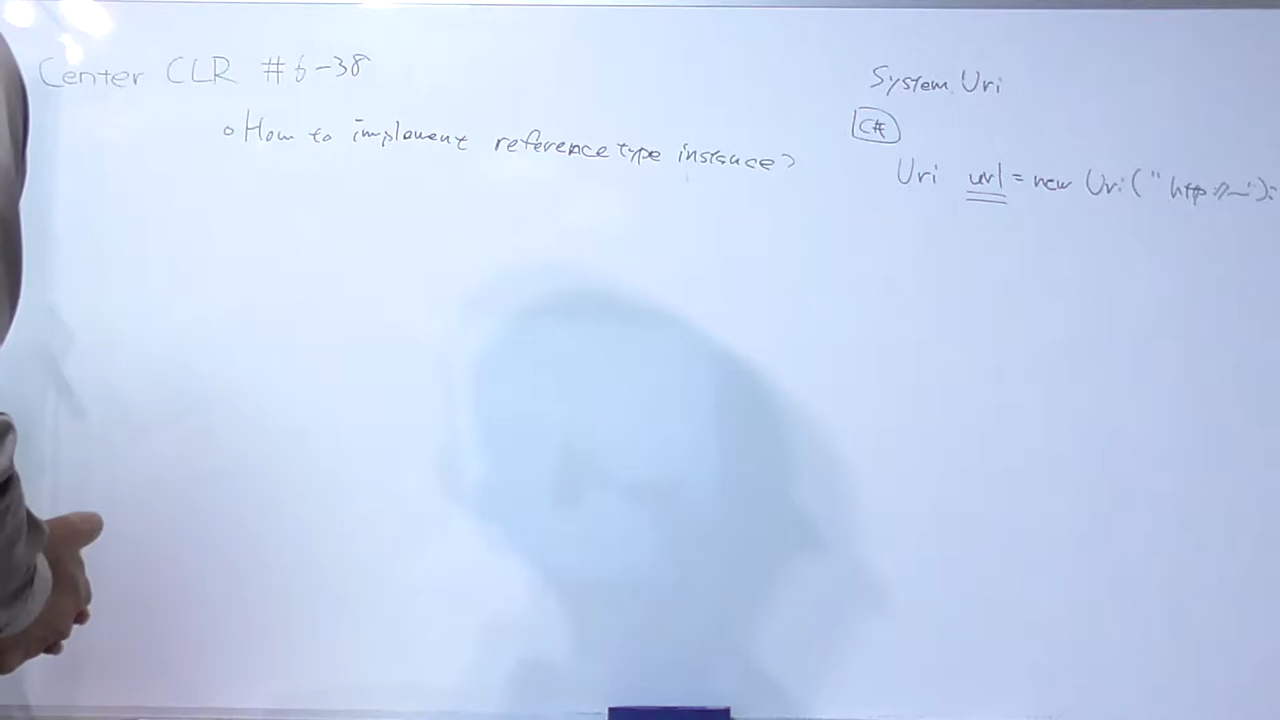 Center CLR #6-38
○ How to implement reference type instance?
System.Uri
C#
Uri url = new Uri("http://~");